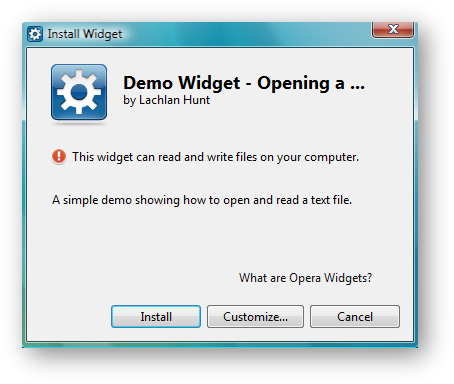 Install Widget
Demo Widget - Opening a ...
by Lachlan Hunt
This widget can read and write files on your computer.
A simple demo showing how to open and read a text file.
What are Opera Widgets?
Install
Customize...
Cancel